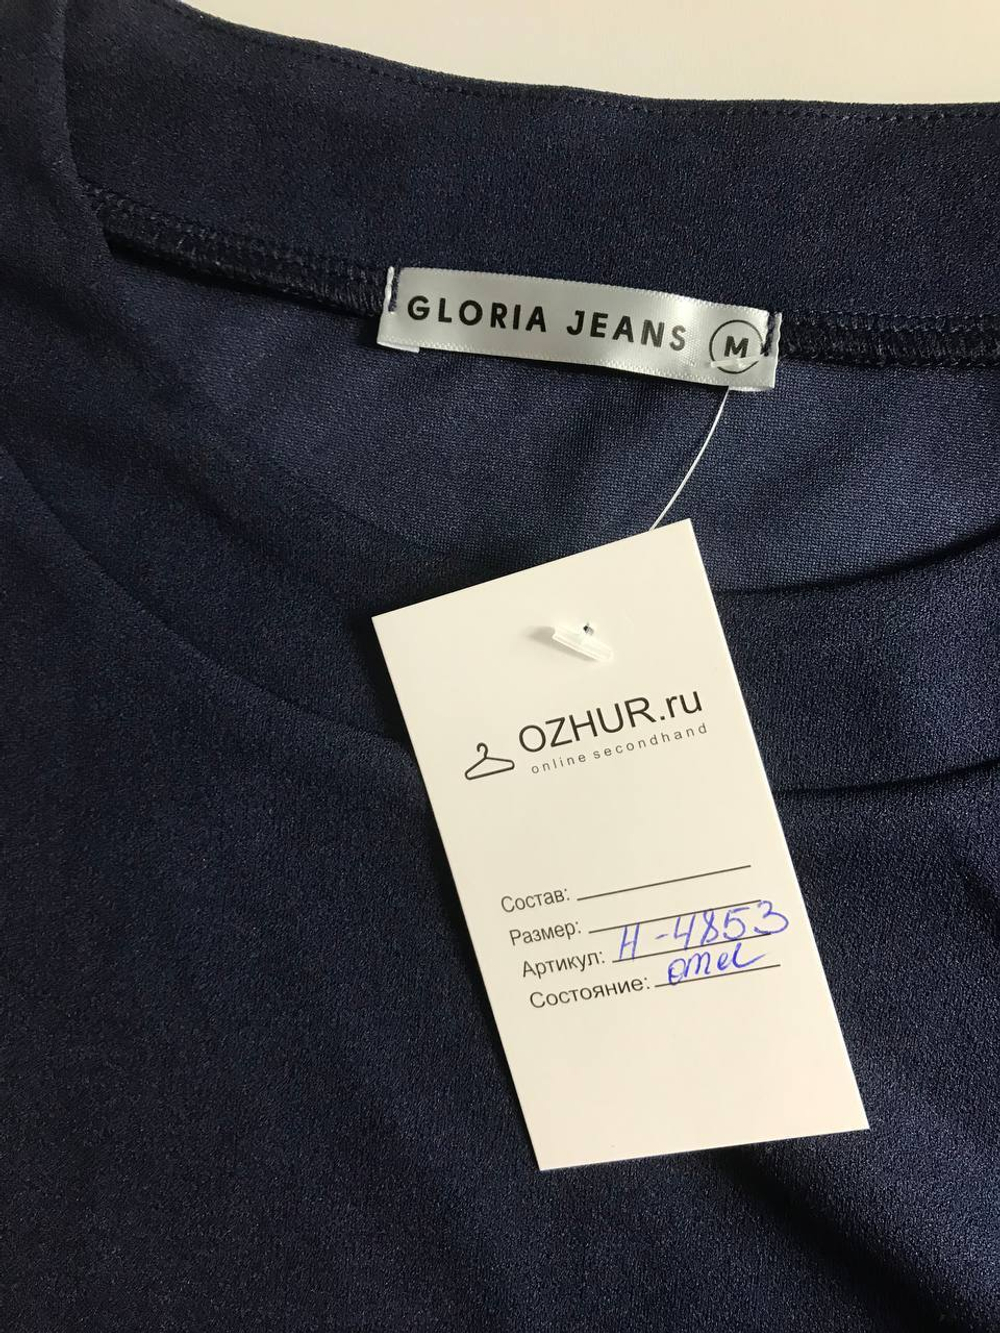 GLORIA JEANS M
OZHUR.ru
online secondhand
Состав:
Размер:
Артикул: Н-4853
Состояние: отл